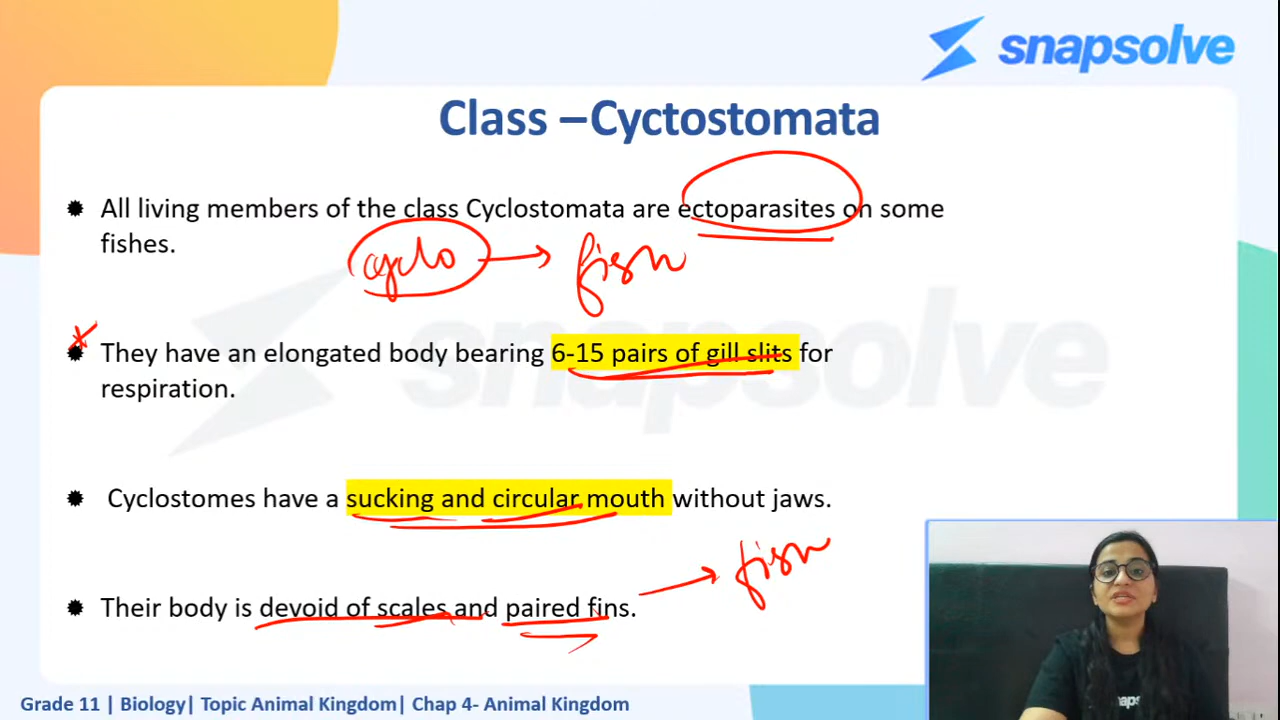 snapsolve
Class –Cyctostomata
All living members of the class Cyclostomata are ectoparasites on some
fishes.
cyclo → fish
They have an elongated body bearing 6-15 pairs of gill slits for
respiration.
snapsolve
Cyclostomes have a sucking and circular mouth without jaws.
→ fish
Their body is devoid of scales and paired fins.
snapso
Grade 11 | Biology| Topic Animal Kingdom| Chap 4- Animal Kingdom